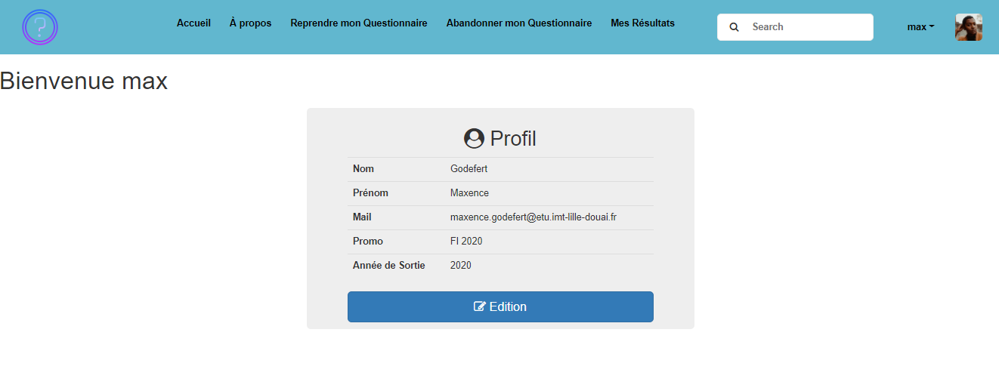 ?
Accueil À propos Reprendre mon Questionnaire Abandonner mon Questionnaire Mes Résultats Search max
Bienvenue max
Profil
Nom Godefert
Prénom Maxence
Mail maxence.godefert@etu.imt-lille-douai.fr
Promo FI 2020
Année de Sortie 2020
Edition